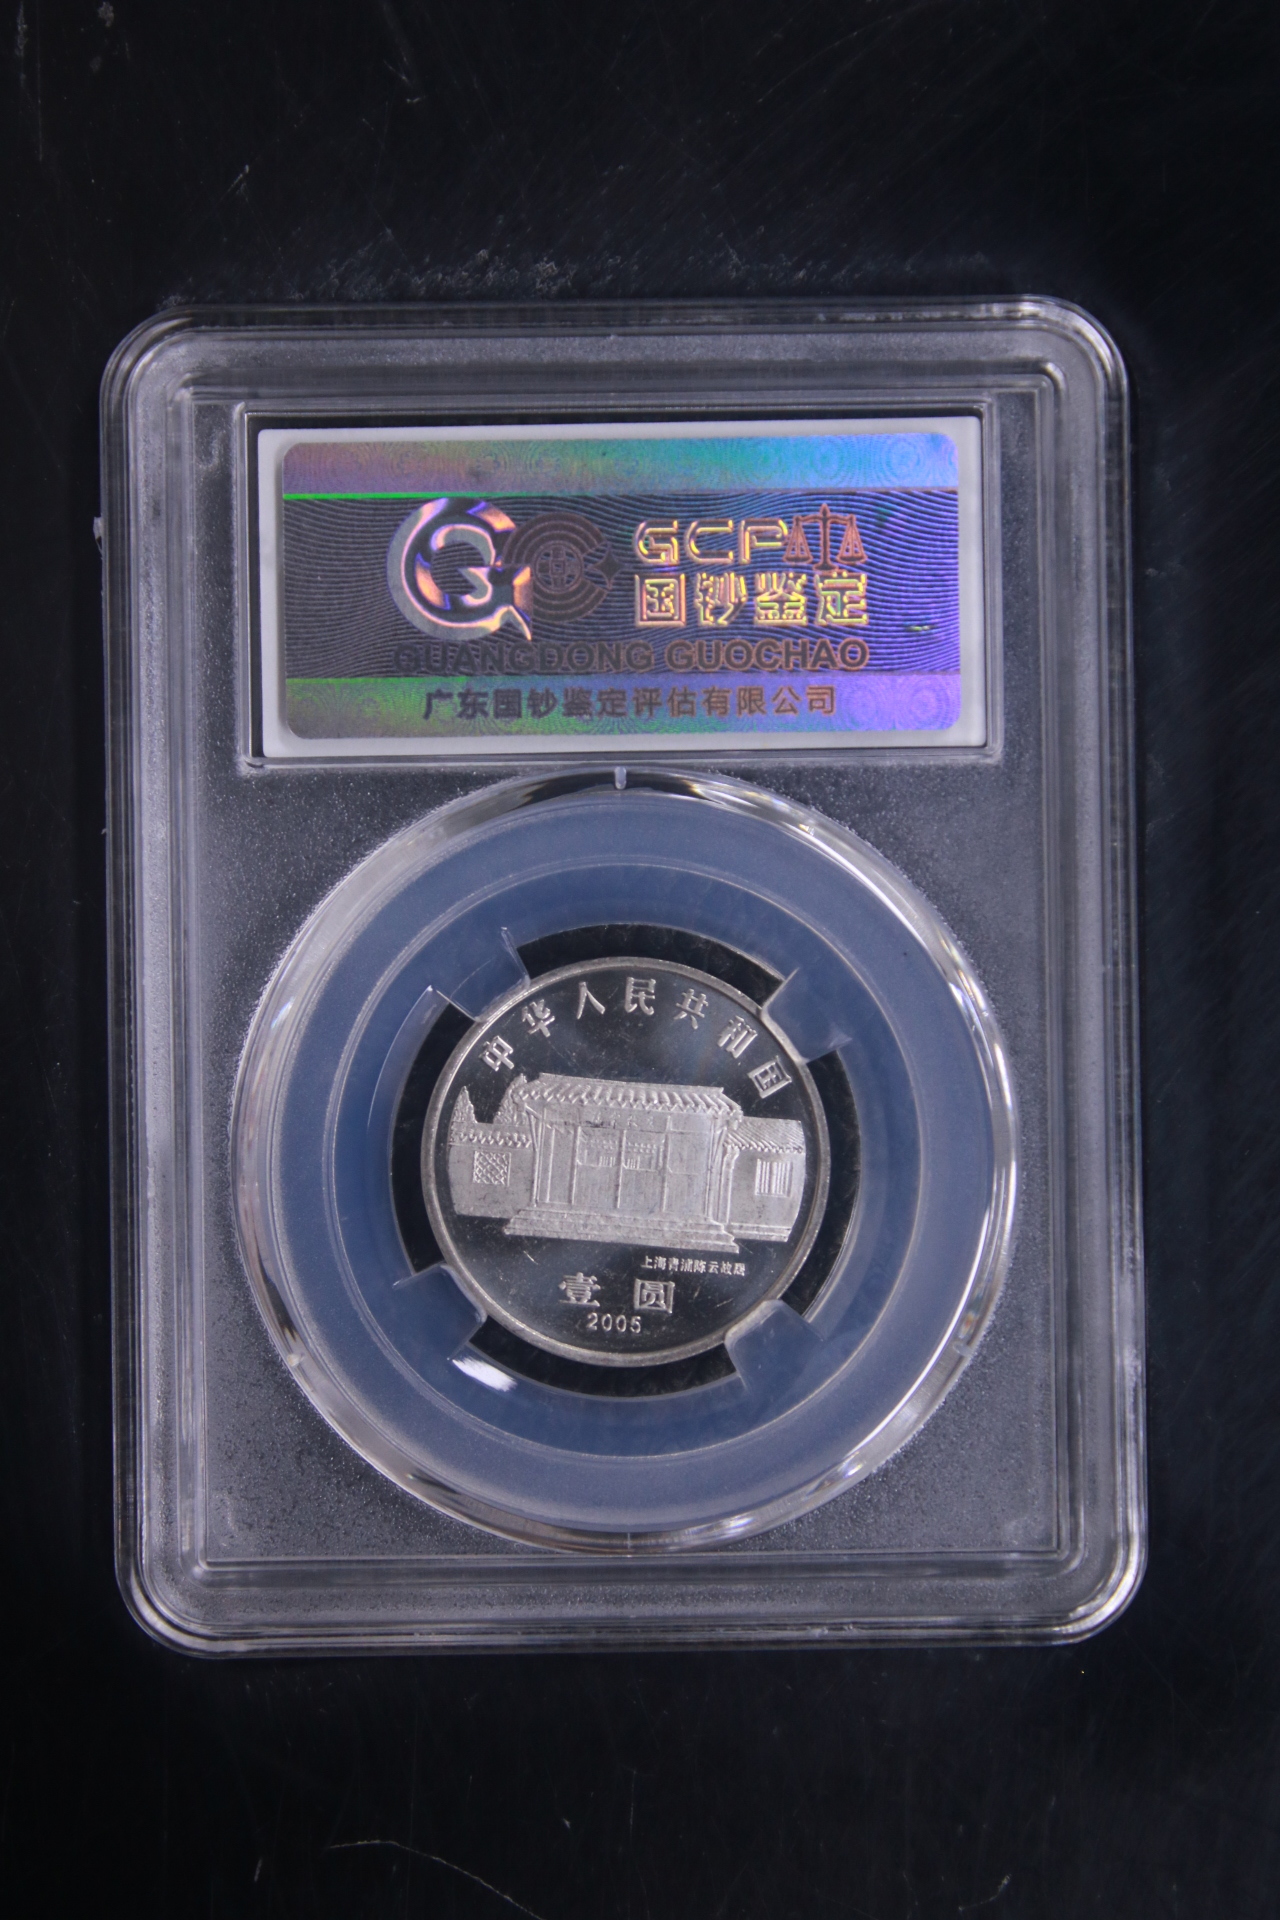 GCP
国钞鉴定
GUANGDONG GUOCHAO
广东国钞鉴定评估有限公司
中华人民共和国
上海青浦陈云故居
壹圆
2005